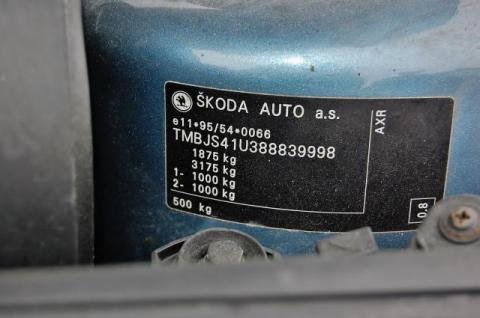 ŠKODA AUTO a.s.
e11*95/54*0066
TMBJS41U388839998
1875 kg
3175 kg
1- 1000 kg
2- 1000 kg
500 kg
AXR
0.8